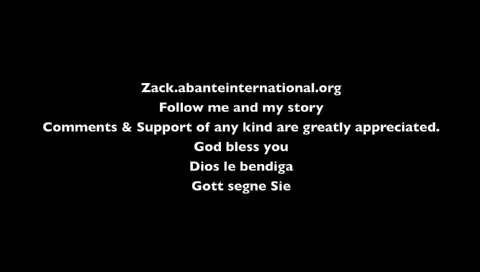 Zack.abanteinternational.org
Follow me and my story
Comments & Support of any kind are greatly appreciated.
God bless you
Dios le bendiga
Gott segne Sie